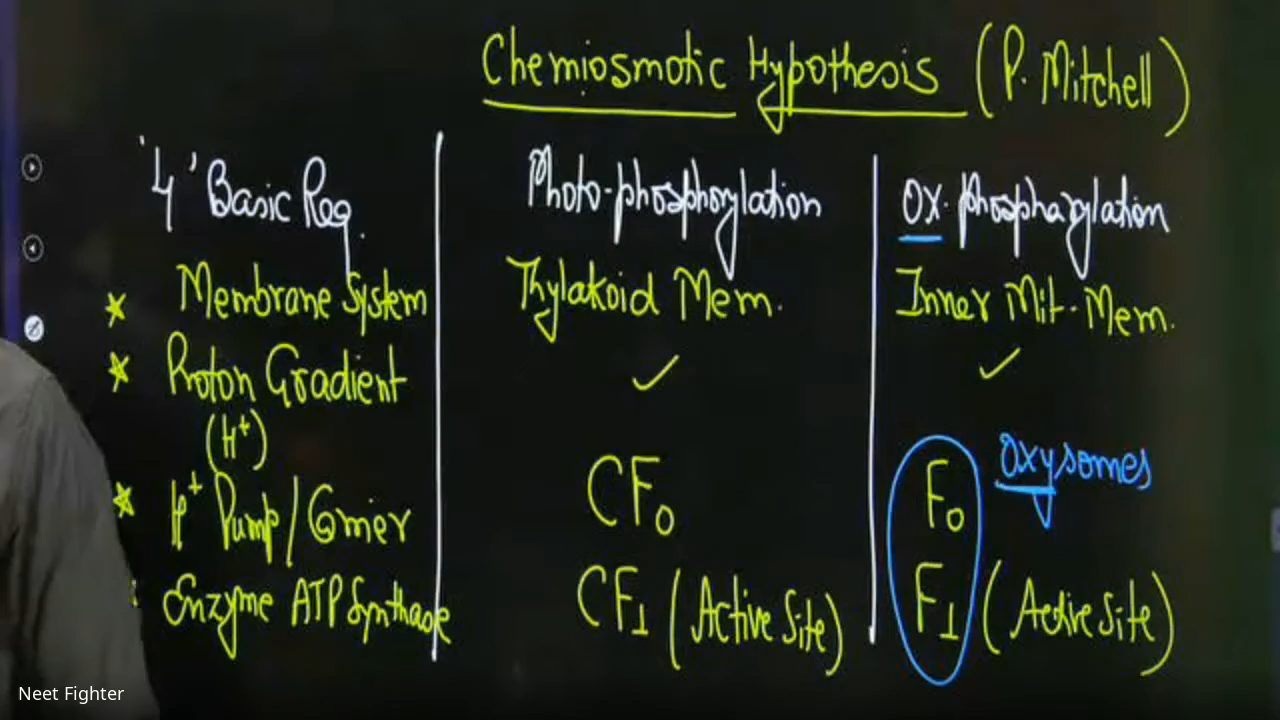 Chemiosmotic Hypothesis (P. Mitchell)
'4' Basic Req.
Membrane System
Proton Gradient
(H+)
H+ Pump/Carrier
Enzyme ATP Synthase
Photo-phosphorylation
Thylakoid Mem.
✓
CF0
CF1 (Active Site)
OX. phosphorylation
Inner Mit. Mem.
✓
F0
Oxysomes
F1 (Active Site)
Neet Fighter